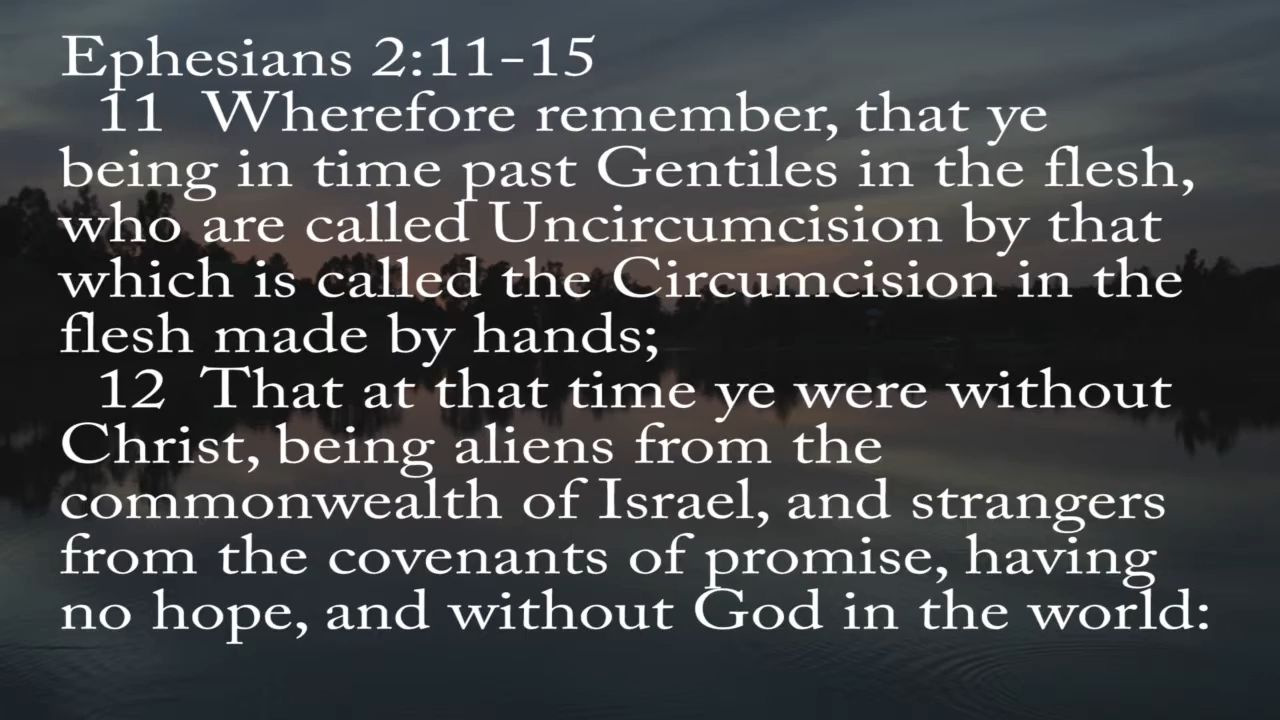 Ephesians 2:11-15
11 Wherefore remember, that ye
being in time past Gentiles in the flesh,
who are called Uncircumcision by that
which is called the Circumcision in the
flesh made by hands;
12 That at that time ye were without
Christ, being aliens from the
commonwealth of Israel, and strangers
from the covenants of promise, having
no hope, and without God in the world: